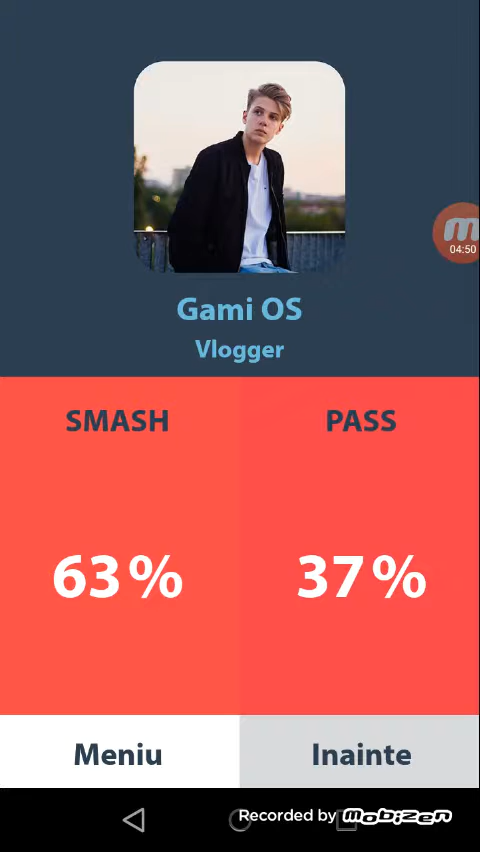 04:50
Gami OS
Vlogger
SMASH PASS
63% 37%
Meniu Inainte
Recorded by mobizen